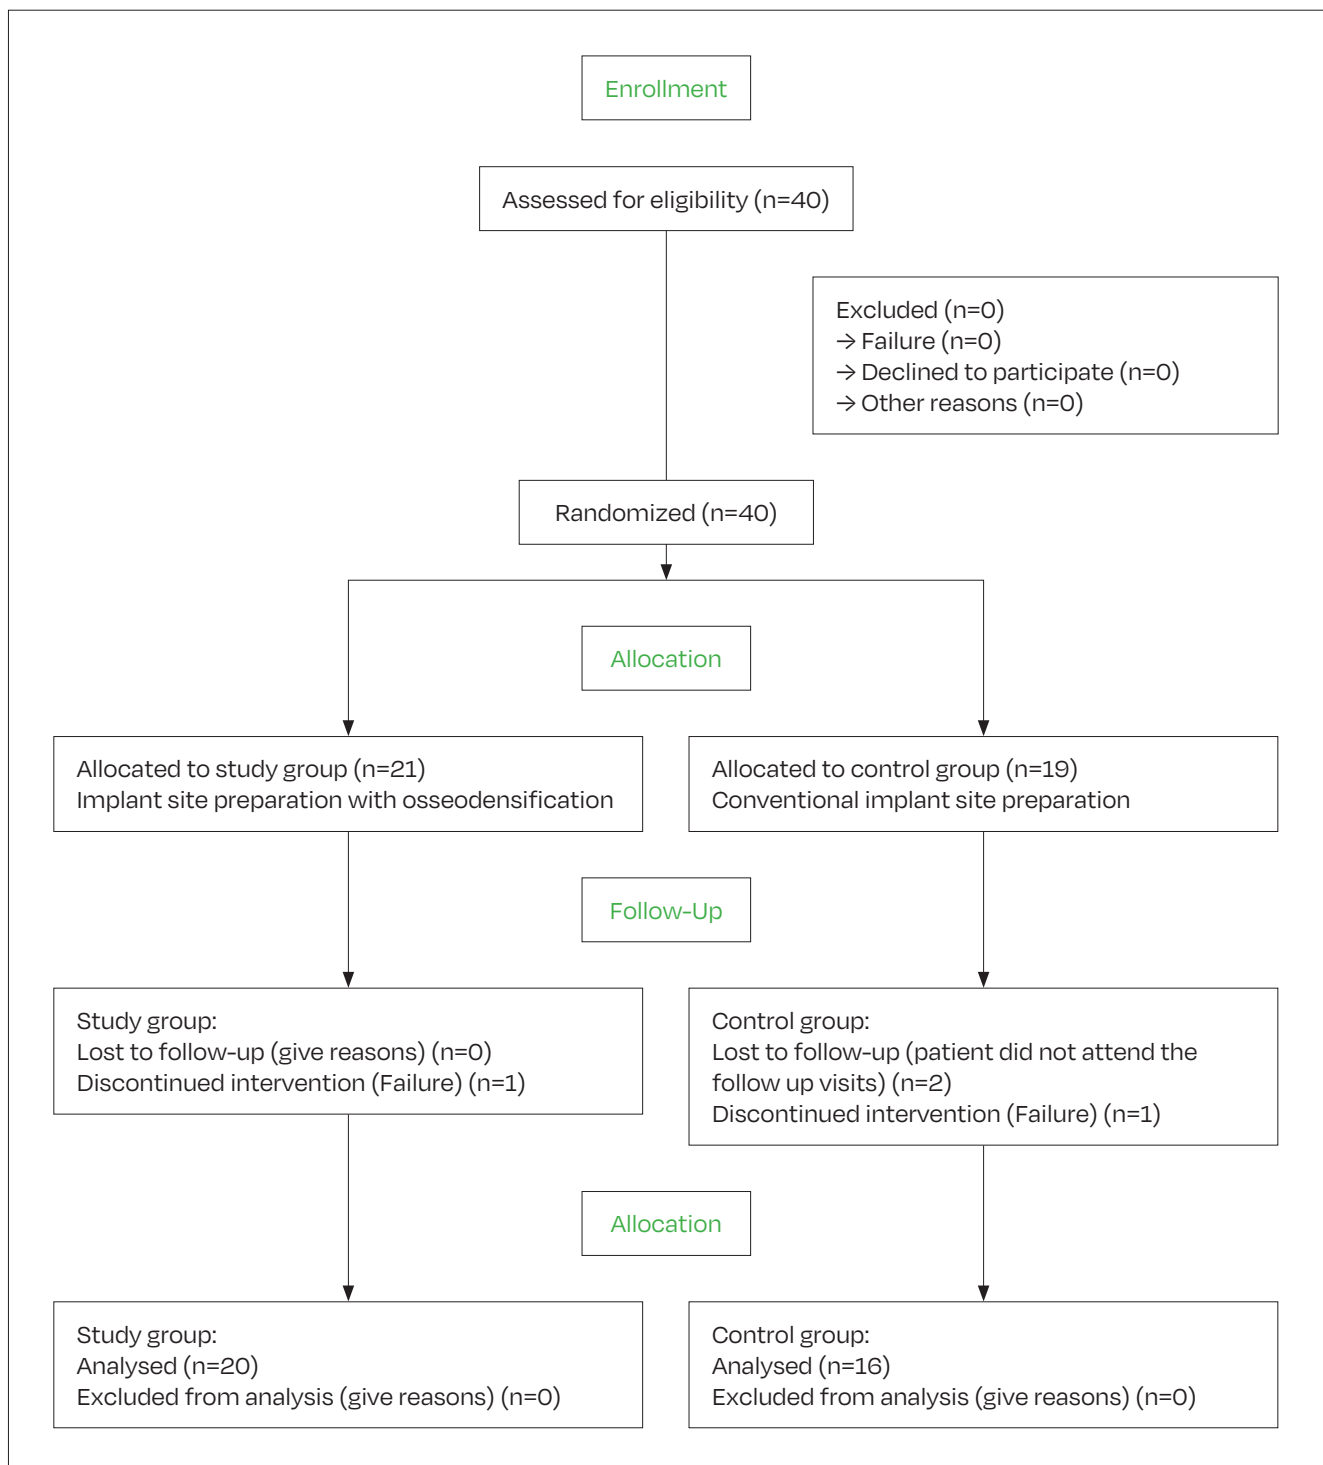 Enrollment
Assessed for eligibility (n=40)
Excluded (n=0)
→ Failure (n=0)
→ Declined to participate (n=0)
→ Other reasons (n=0)
Randomized (n=40)
Allocation
Allocated to study group (n=21)
Implant site preparation with osseodensification
Allocated to control group (n=19)
Conventional implant site preparation
Follow-Up
Study group:
Lost to follow-up (give reasons) (n=0)
Discontinued intervention (Failure) (n=1)
Control group:
Lost to follow-up (patient did not attend the
follow up visits) (n=2)
Discontinued intervention (Failure) (n=1)
Allocation
Study group:
Analysed (n=20)
Excluded from analysis (give reasons) (n=0)
Control group:
Analysed (n=16)
Excluded from analysis (give reasons) (n=0)